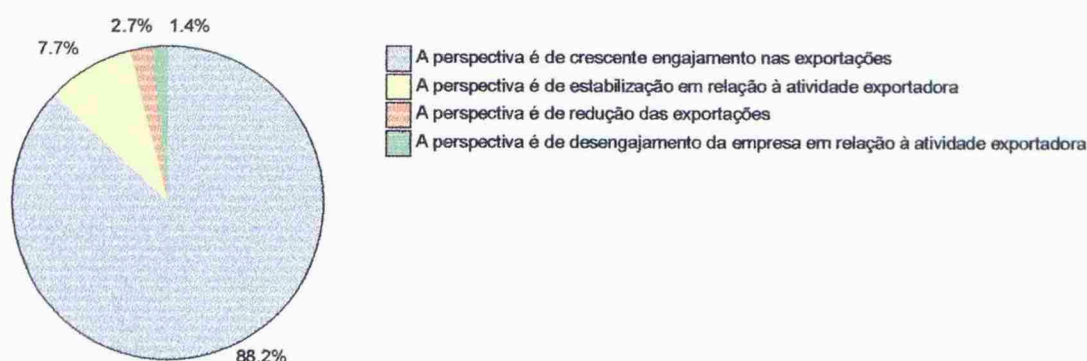 2.7% 1.4%
7.7%
A perspectiva é de crescente engajamento nas exportações
A perspectiva é de estabilização em relação à atividade exportadora
A perspectiva é de redução das exportações
A perspectiva é de desengajamento da empresa em relação à atividade exportadora
88.2%